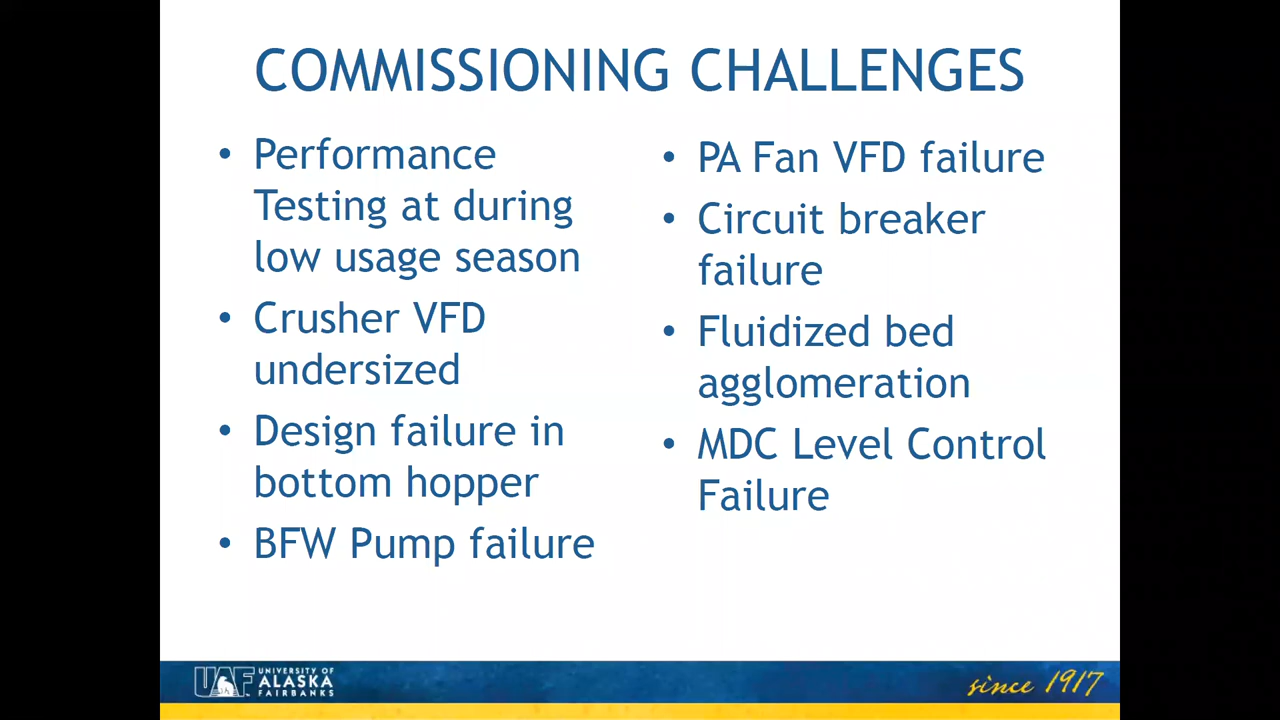 COMMISSIONING CHALLENGES
• Performance
Testing at during
low usage season
• Crusher VFD
undersized
• Design failure in
bottom hopper
• BFW Pump failure
• PA Fan VFD failure
• Circuit breaker
failure
• Fluidized bed
agglomeration
• MDC Level Control
Failure
UAF
UNIVERSITY OF
ALASKA
FAIRBANKS
since 1917